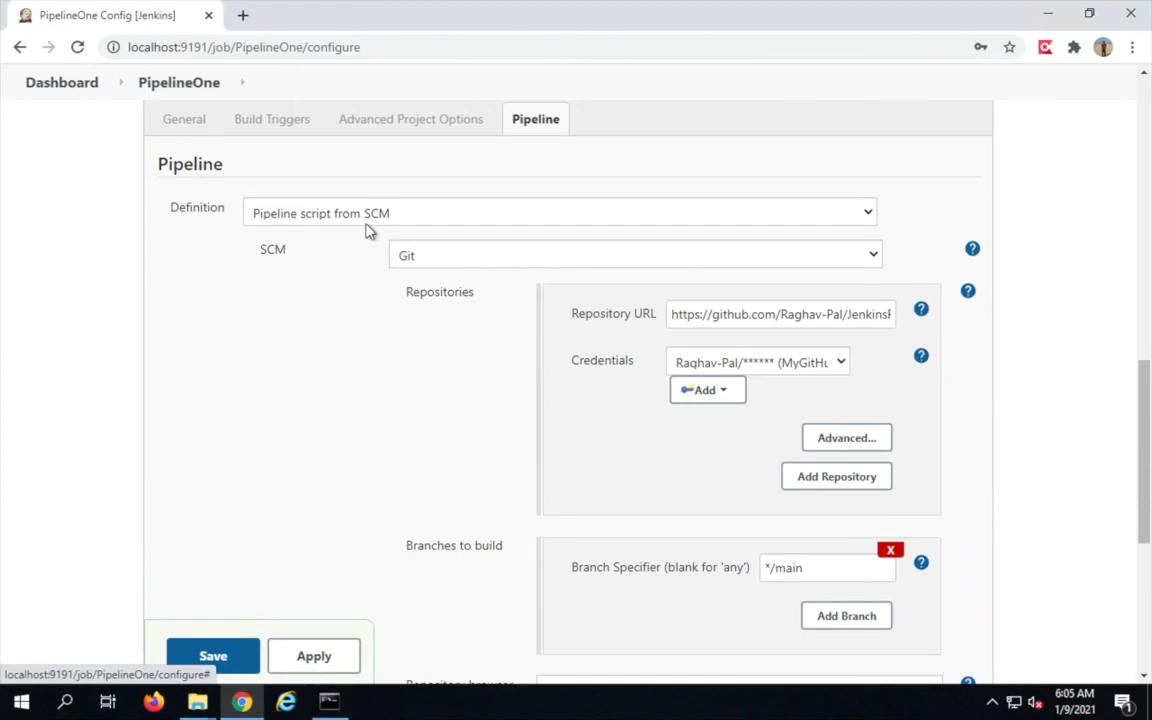 PipelineOne Config [Jenkins]
localhost:9191/job/PipelineOne/configure
Dashboard PipelineOne
General Build Triggers Advanced Project Options Pipeline
Pipeline
Definition Pipeline script from SCM
SCM Git
Repositories
Repository URL https://github.com/Raghav-Pal/Jenkins
Credentials Raghav-Pal/****** (MyGitHu
Add
Advanced...
Add Repository
Branches to build
X
Branch Specifier (blank for 'any') */main
Add Branch
Save Apply
localhost:9191/job/PipelineOne/configure#
Repository browser
6:05 AM
1/9/2021
1